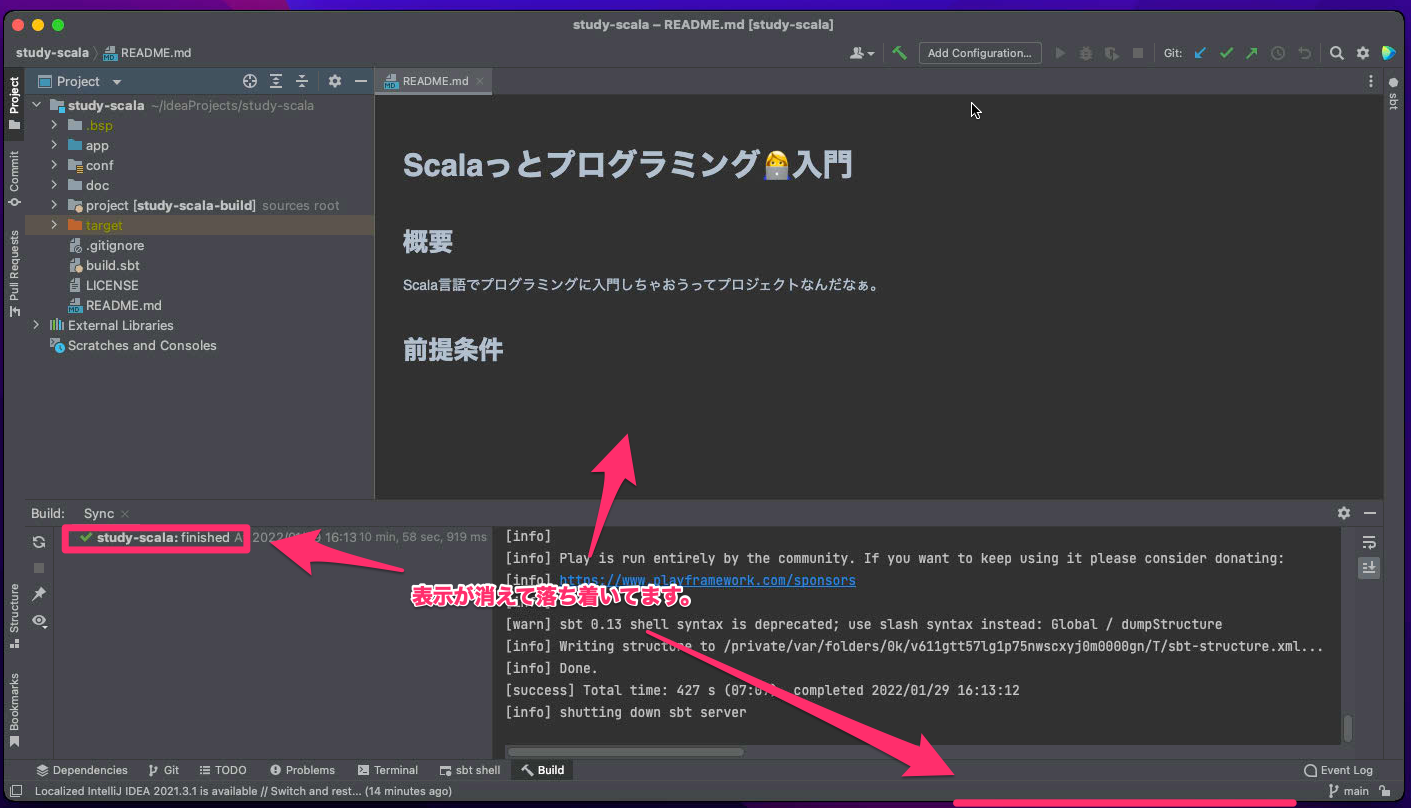 study-scala – README.md [study-scala]
study-scala README.md
Add Configuration...
Git:
Project
README.md
study-scala ~/IdeaProjects/study-scala
.bsp
app
conf
doc
project [study-scala-build] sources root
target
.gitignore
build.sbt
LICENSE
README.md
External Libraries
Scratches and Consoles
Project
Commit
Pull Requests
Structure
Bookmarks
sbt
Scalaっとプログラミング👩‍💻入門
概要
Scala言語でプログラミングに入門しちゃおうってプロジェクトなんだなぁ。
前提条件
Build: Sync
study-scala: finished 16:13 10 min, 58 sec, 919 ms
[info]
[info] Play is run entirely by the community. If you want to keep using it please consider donating:
[info] https://www.playframework.com/sponsors
表示が消えて落ち着いてます。
[warn] sbt 0.13 shell syntax is deprecated; use slash syntax instead: Global / dumpStructure
[info] Writing structure to /private/var/folders/0k/v611gtt57lg1p75nwscxyj0m0000gn/T/sbt-structure.xml...
[info] Done.
[success] Total time: 427 s (07:07), completed 2022/01/29 16:13:12
[info] shutting down sbt server
Dependencies Git TODO Problems Terminal sbt shell Build Event Log
Localized IntelliJ IDEA 2021.3.1 is available // Switch and rest... (14 minutes ago) main